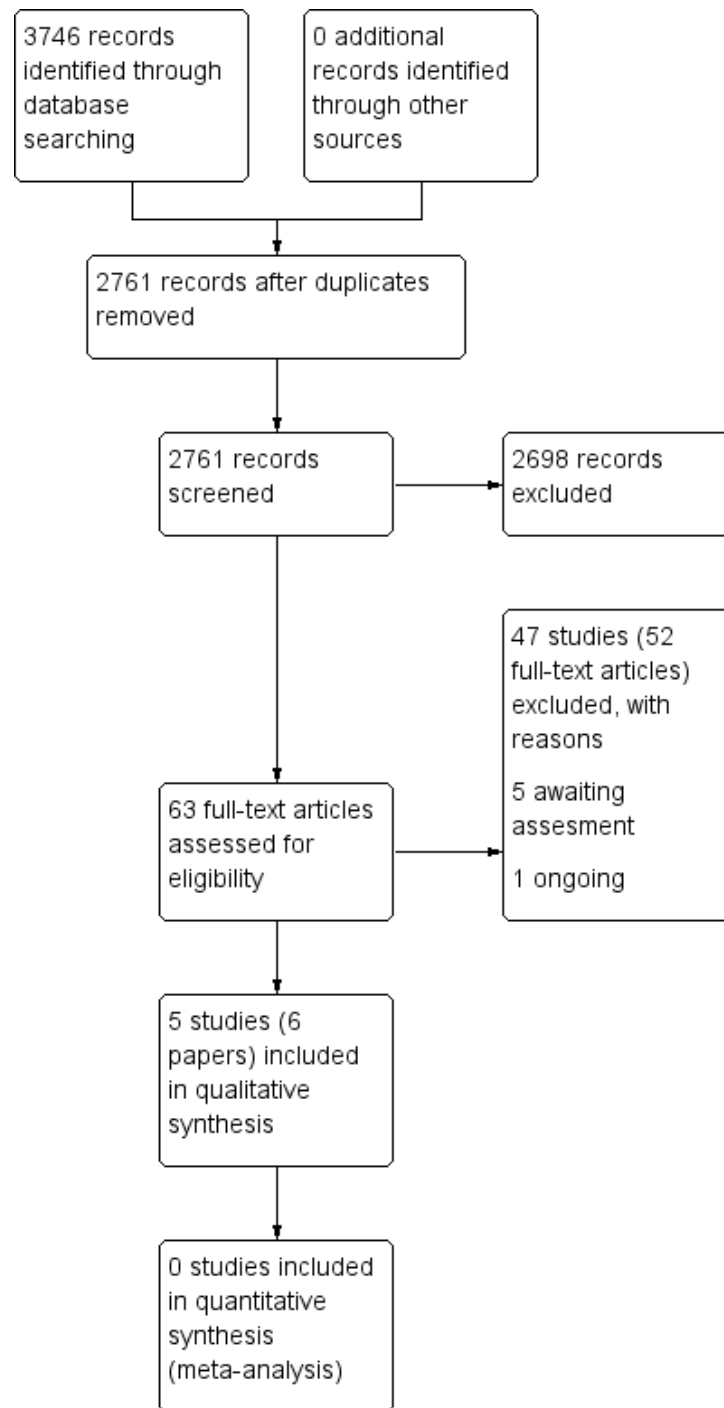 3746 records
identified through
database
searching
0 additional
records identified
through other
sources
2761 records after duplicates
removed
2761 records
screened
2698 records
excluded
47 studies (52
full-text articles)
excluded, with
reasons
5 awaiting
assesment
1 ongoing
63 full-text articles
assessed for
eligibility
5 studies (6
papers) included
in qualitative
synthesis
0 studies included
in quantitative
synthesis
(meta-analysis)